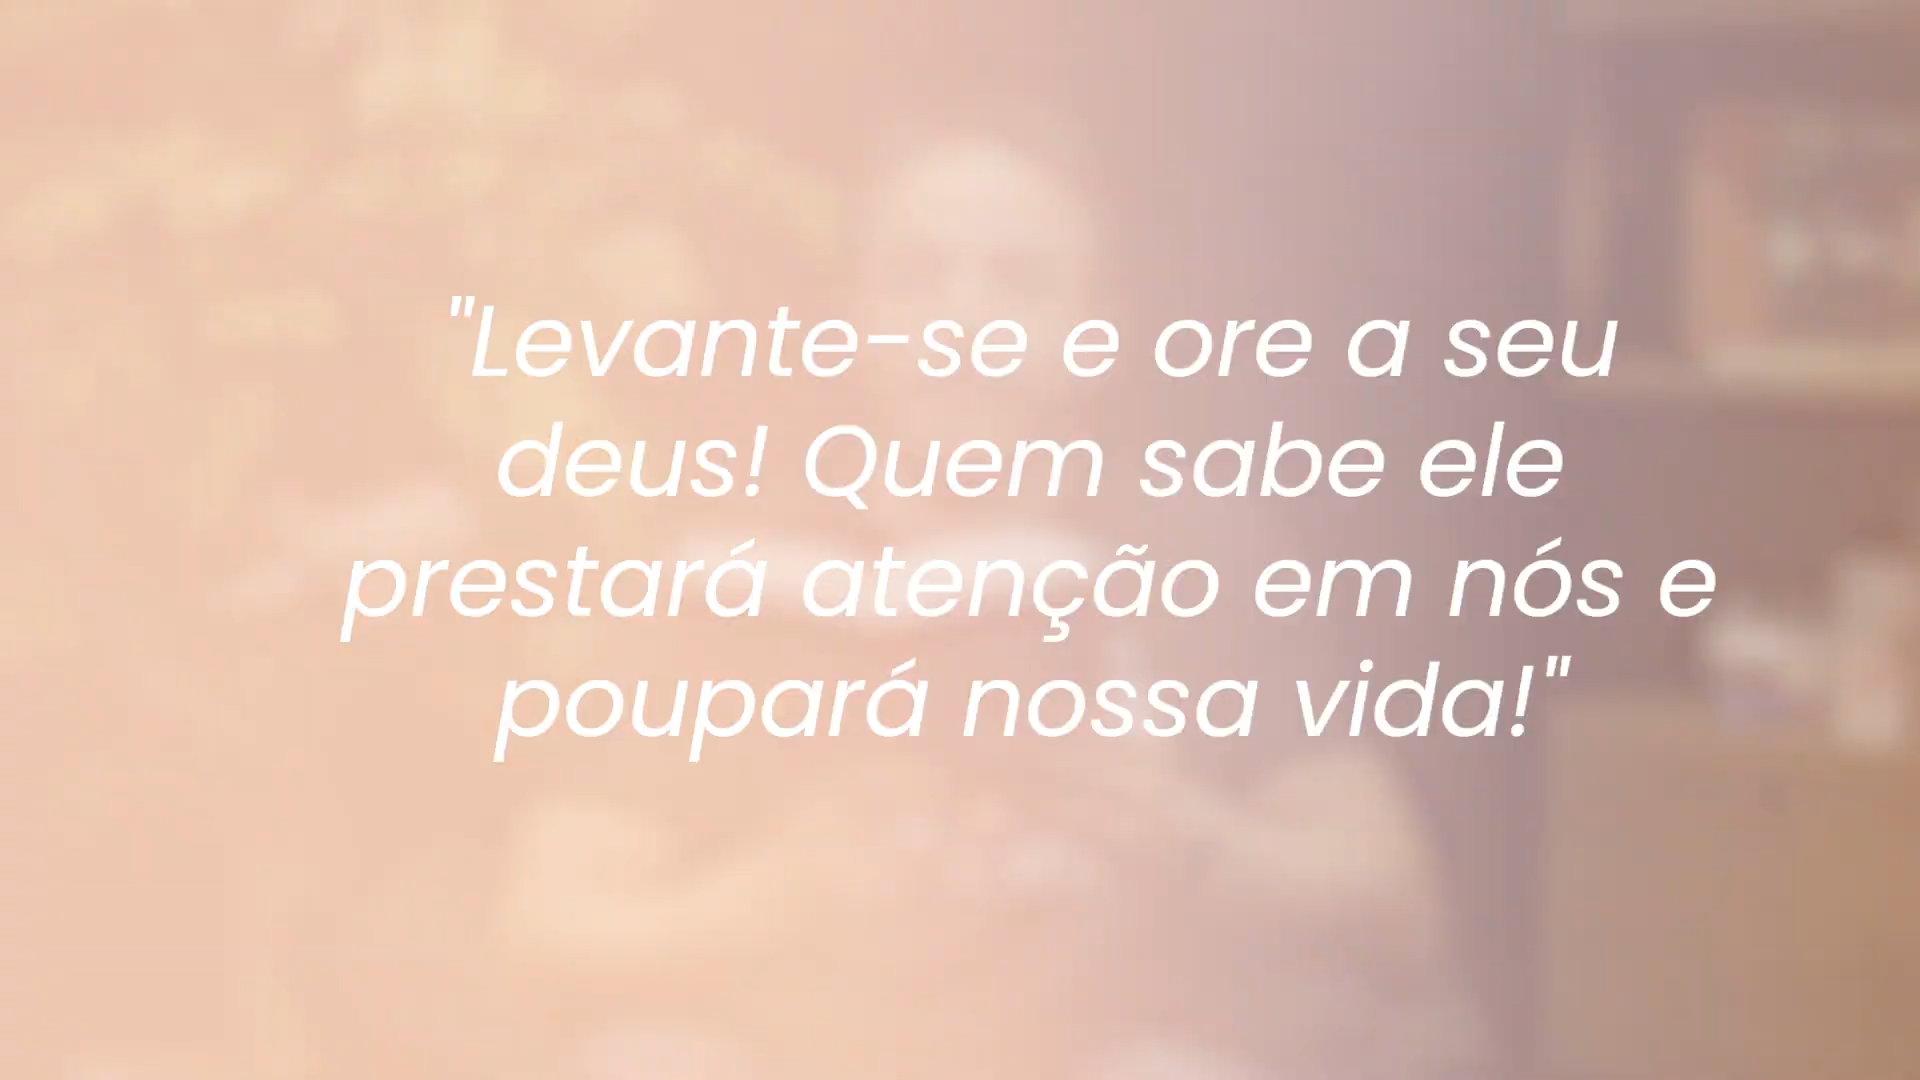 "Levante-se e ore a seu
deus! Quem sabe ele
prestará atenção em nós e
poupará nossa vida!"